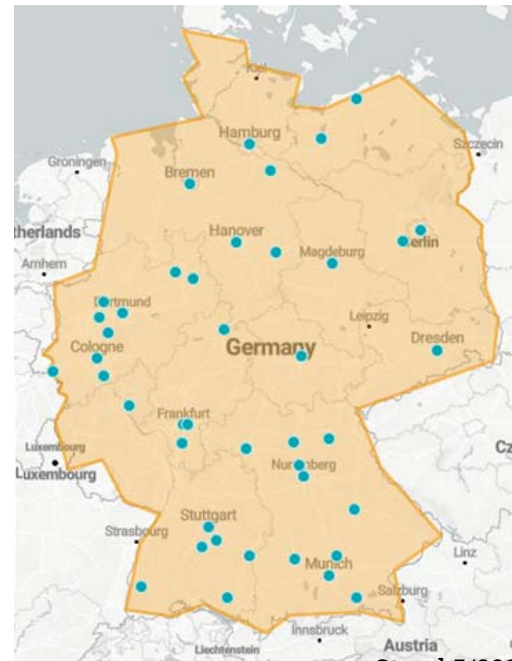 Kiel
Hamburg
Szczecin
Groningen
Bremen
therlands
Hanover
erlin
Arnhem
Magdeburg
Dortmund
Leipzig
Cologne
Germany
Dresden
Frankfurt
Luxembourg
Luxembourg
Nuremberg
Cz
Stuttgart
Strasbourg
Linz
Munich
Salzburg
Innsbruck
Liechtenstein
Austria